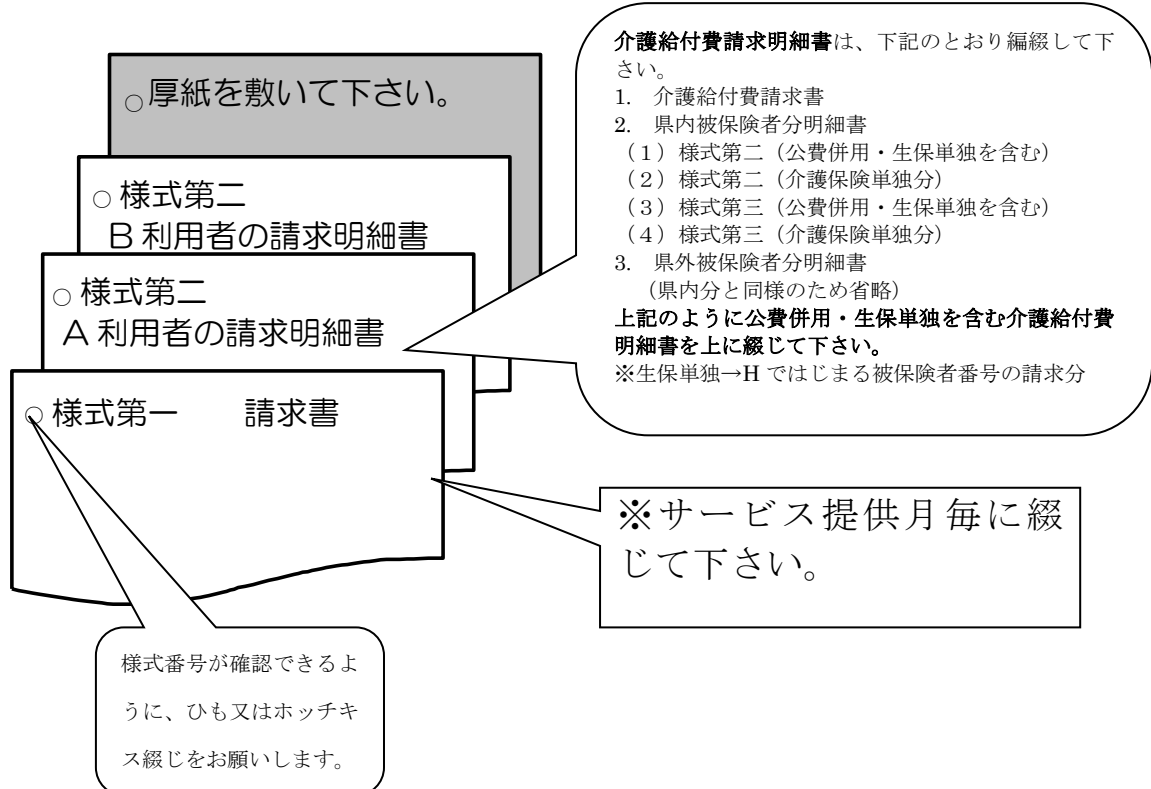 ○厚紙を敷いて下さい。
○ 様式第二
B 利用者の請求明細書
○ 様式第二
A 利用者の請求明細書
○ 様式第一　　請求書
介護給付費請求明細書は、下記のとおり編綴して下
さい。
1.　介護給付費請求書
2.　県内被保険者分明細書
（1）様式第二（公費併用・生保単独を含む）
（2）様式第二（介護保険単独分）
（3）様式第三（公費併用・生保単独を含む）
（4）様式第三（介護保険単独分）
3.　県外被保険者分明細書
（県内分と同様のため省略）
上記のように公費併用・生保単独を含む介護給付費
明細書を上に綴じて下さい。
※生保単独→H ではじまる被保険者番号の請求分
※サービス提供月毎に綴
じて下さい。
様式番号が確認できるよ
うに、ひも又はホッチキ
ス綴じをお願いします。